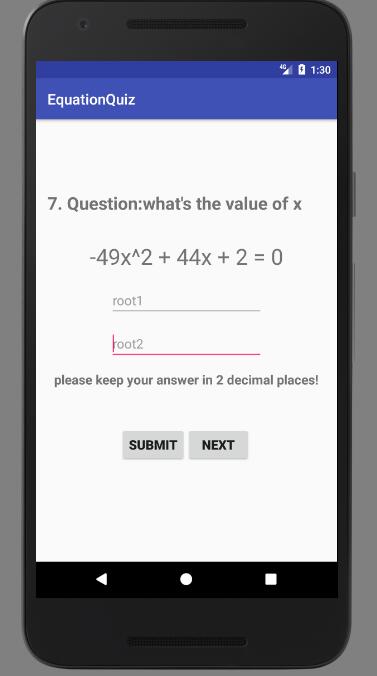 4G 1:30
EquationQuiz
7. Question:what's the value of x
-49x^2 + 44x + 2 = 0
root1
root2
please keep your answer in 2 decimal places!
SUBMIT NEXT